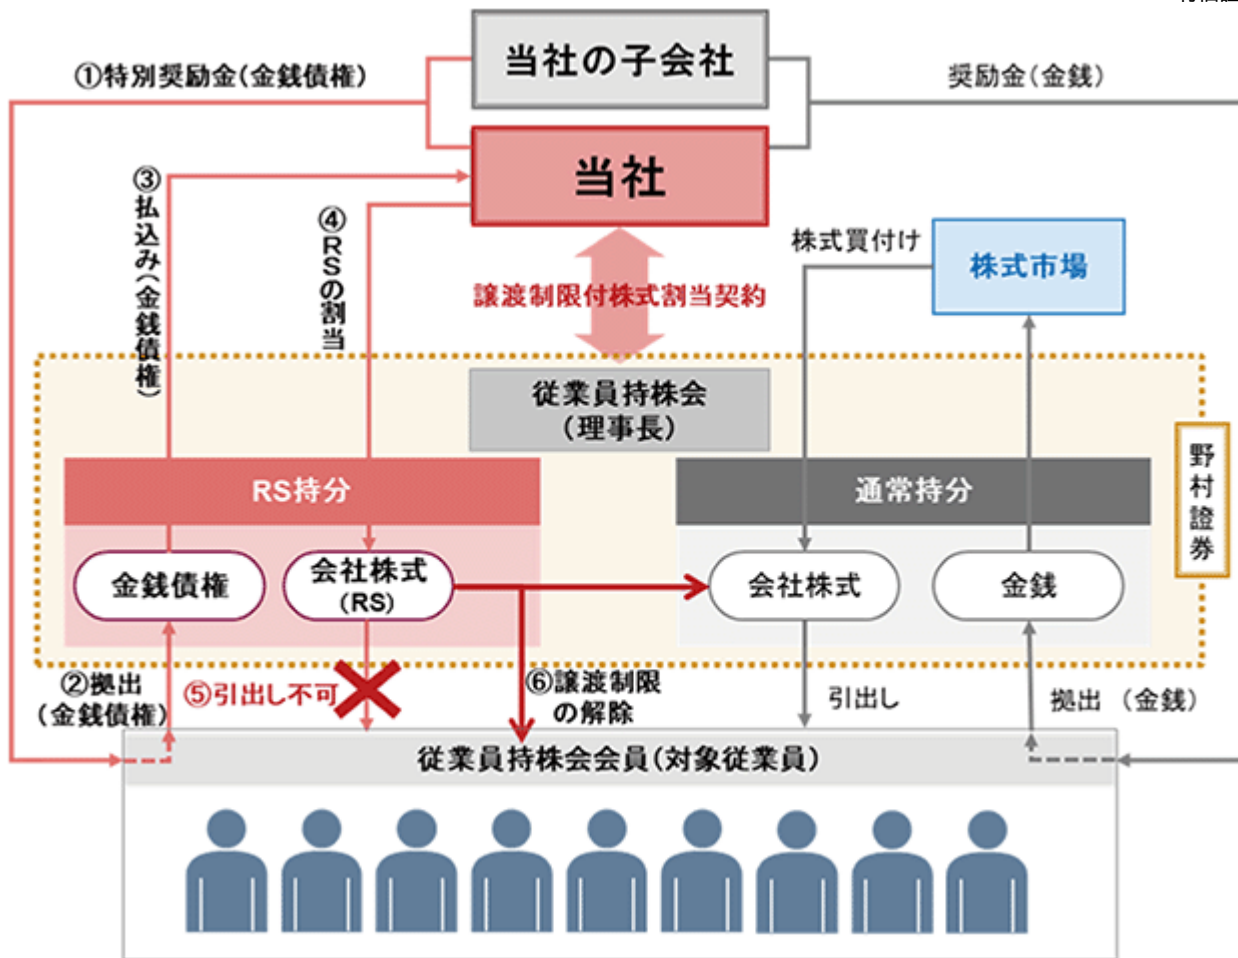 当社の子会社
①特別奨励金(金銭債権)
奨励金(金銭)
当社
③払込み(金銭債権)
④RSの割当
株式買付け
株式市場
譲渡制限付株式割当契約
従業員持株会
(理事長)
野村證券
RS持分
通常持分
金銭債権
会社株式
(RS)
会社株式
金銭
②拠出
(金銭債権)
⑤引出し不可
⑥譲渡制限
の解除
引出し
拠出 (金銭)
従業員持株会会員(対象従業員)